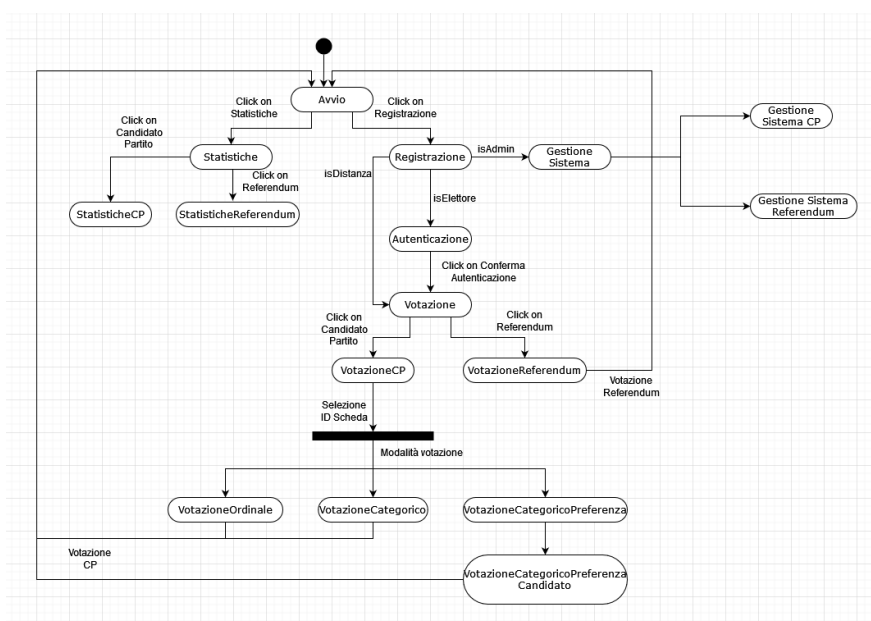 Avvio
Click on
Statistiche
Click on
Registrazione
Click on
Candidato
Partito
Statistiche
Click on
Referendum
StatisticheCP
StatisticheReferendum
isDistanza
Registrazione
isAdmin
Gestione
Sistema
Gestione
Sistema CP
Gestione Sistema
Referendum
isElettore
Autenticazione
Click on Conferma
Autenticazione
Votazione
Click on
Candidato
Partito
Click on
Referendum
VotazioneCP
VotazioneReferendum
Votazione
Referendum
Selezione
ID Scheda
Modalità votazione
VotazioneOrdinale
VotazioneCategorico
VotazioneCategoricoPreferenza
Votazione
CP
VotazioneCategoricoPreferenza
Candidato